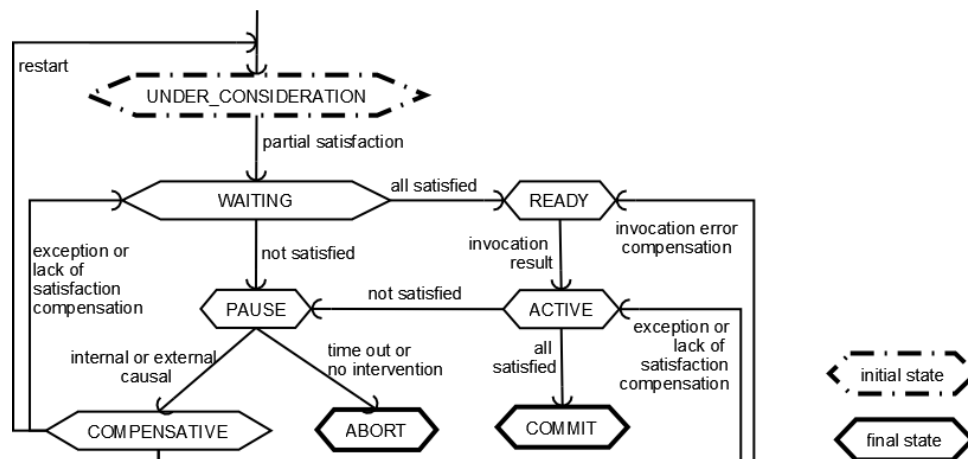 restart
UNDER_CONSIDERATION
partial satisfaction
WAITING
all satisfied
READY
exception or
lack of
satisfaction
compensation
not satisfied
invocation
result
invocation error
compensation
PAUSE
not satisfied
ACTIVE
internal or external
causal
time out or
no intervention
all
satisfied
exception or
lack of
satisfaction
compensation
initial state
COMPENSATIVE
ABORT
COMMIT
final state